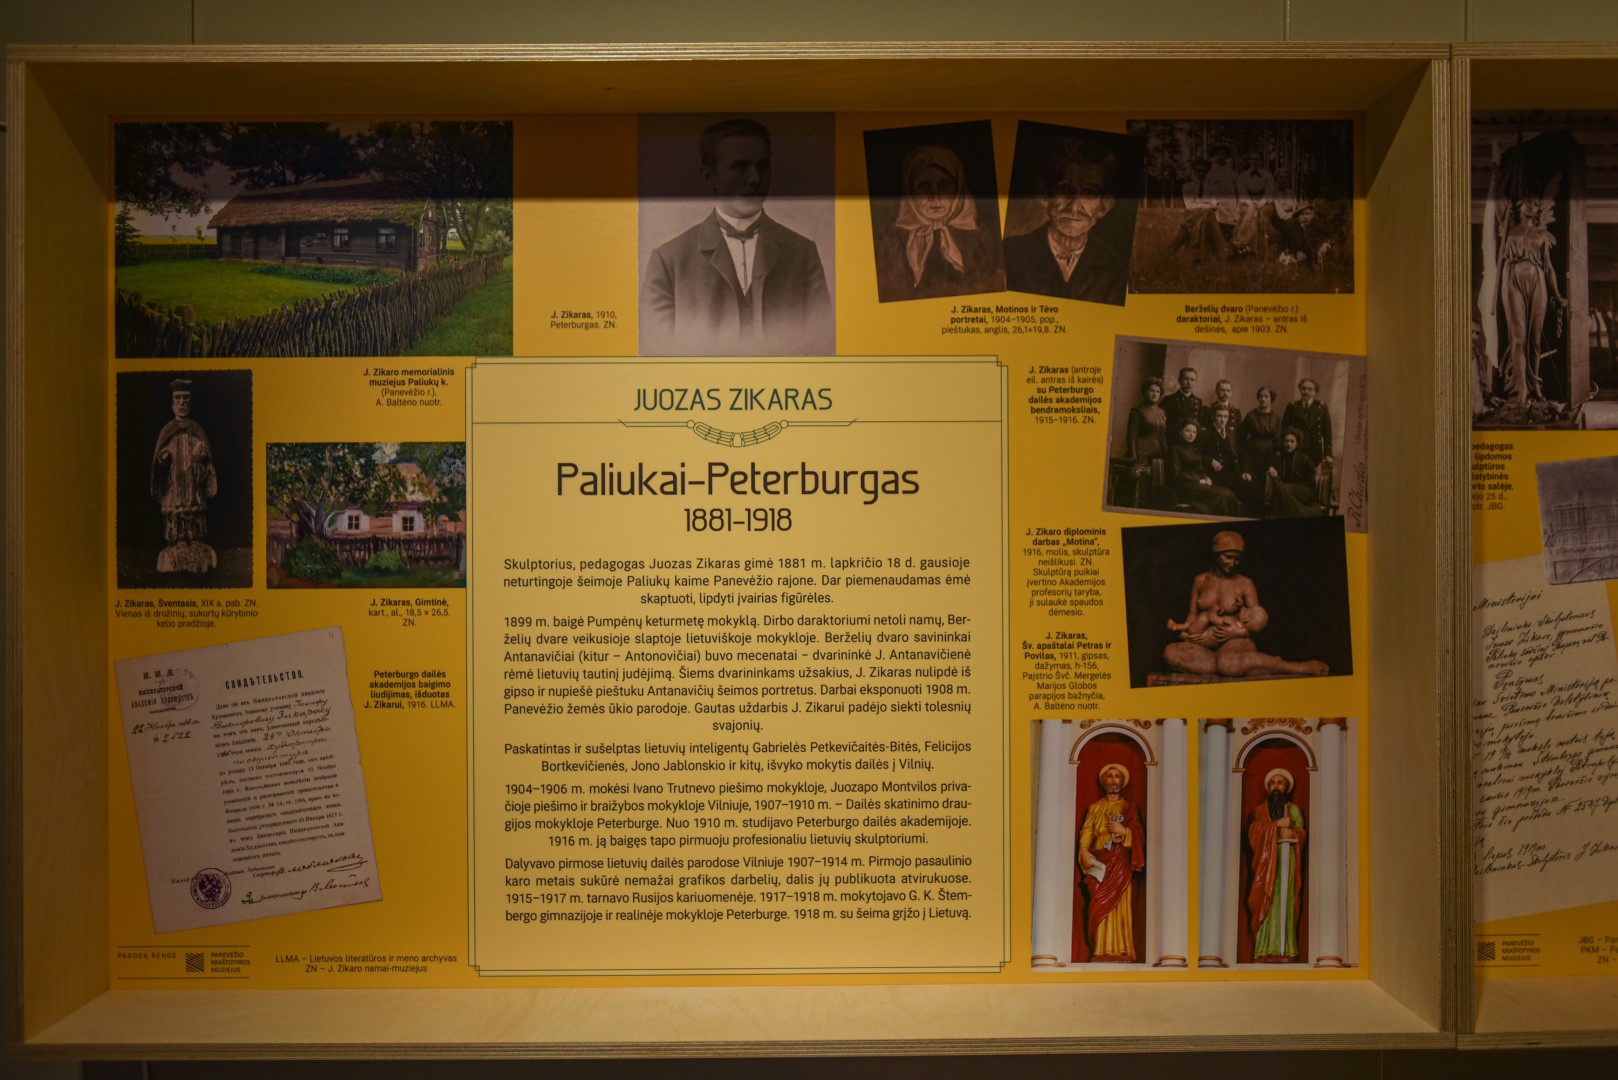 J. Zikaras, 1910,
Peterburgas. ZN.
J. Zikaras, Motinos ir Tėvo
portretai, 1904–1905, pop.,
pieštukas, anglis, 26,1×19,8. ZN.
Berželių dvaro (Panevėžio r.)
daraktoriai, J. Zikaras – antras iš
dešinės, apie 1903. ZN.
J. Zikaro memorialinis
muziejus Paliukų k.
(Panevėžio r.),
A. Baltėno nuotr.
J. Zikaras, Šventasis, XIX a. pab. ZN.
Vienas iš drožinių, sukurtų kūrybinio
kelio pradžioje.
J. Zikaras, Gimtinė,
kart., al., 18,5 × 26,5.
ZN.
Peterburgo dailės
akademijos baigimo
liudijimas, išduotas
J. Zikarui, 1916. LLMA.
СВИДѢТЕЛЬСТВО.
ИМПЕРАТОРСКОЙ
АКАДЕМІИ ХУДОЖЕСТВЪ
№ 2522
JUOZAS ZIKARAS
Paliukai–Peterburgas
1881–1918
Skulptorius, pedagogas Juozas Zikaras gimė 1881 m. lapkričio 18 d. gausioje
neturtingoje šeimoje Paliukų kaime Panevėžio rajone. Dar piemenaudamas ėmė
skaptuoti, lipdyti įvairias figūrėles.
1899 m. baigė Pumpėnų keturmetę mokyklą. Dirbo daraktoriumi netoli namų, Ber-
želių dvare veikusioje slaptoje lietuviškoje mokykloje. Berželių dvaro savininkai
Antanavičiai (kitur – Antonovičiai) buvo mecenatai – dvarininkė J. Antanavičienė
rėmė lietuvių tautinį judėjimą. Šiems dvarininkams užsakius, J. Zikaras nulipdė iš
gipso ir nupiešė pieštuku Antanavičių šeimos portretus. Darbai eksponuoti 1908 m.
Panevėžio žemės ūkio parodoje. Gautas uždarbis J. Zikarui padėjo siekti tolesnių
svajonių.
Paskatintas ir sušelptas lietuvių inteligentų Gabrielės Petkevičaitės-Bitės, Felicijos
Bortkevičienės, Jono Jablonskio ir kitų, išvyko mokytis dailės į Vilnių.
1904–1906 m. mokėsi Ivano Trutnevo piešimo mokykloje, Juozapo Montvilos priva-
čioje piešimo ir braižybos mokykloje Vilniuje, 1907–1910 m. – Dailės skatinimo drau-
gijos mokykloje Peterburge. Nuo 1910 m. studijavo Peterburgo dailės akademijoje.
1916 m. ją baigęs tapo pirmuoju profesionaliu lietuvių skulptoriumi.
Dalyvavo pirmose lietuvių dailės parodose Vilniuje 1907–1914 m. Pirmojo pasaulinio
karo metais sukūrė nemažai grafikos darbelių, dalis jų publikuota atvirukuose.
1915–1917 m. tarnavo Rusijos kariuomenėje. 1917–1918 m. mokytojavo G. K. Štem-
bergo gimnazijoje ir realinėje mokykloje Peterburge. 1918 m. su šeima grįžo į Lietuvą.
J. Zikaras (antroje
eil. antras iš kairės)
su Peterburgo
dailės akademijos
bendramoksliais,
1915–1916. ZN.
J. Zikaro diplominis
darbas „Motina",
1916, molis, skulptūra
neišlikusi. ZN.
Skulptūrą puikiai
įvertino Akademijos
profesorių taryba,
ji sulaukė spaudos
dėmesio.
J. Zikaras,
Šv. apaštalai Petras ir
Povilas, 1911, gipsas,
dažymas, h-156,
Pajstrio Švč. Mergelės
Marijos Globos
parapijos bažnyčia,
A. Baltėno nuotr.
PARODĄ RENGĖ
PANEVĖŽIO
KRAŠTOTYROS
MUZIEJUS
LLMA – Lietuvos literatūros ir meno archyvas
ZN – J. Zikaro namai-muziejus
PANEVĖŽIO
KRAŠTOTYROS
MUZIEJUS
JBG –
PKM –
ZN –